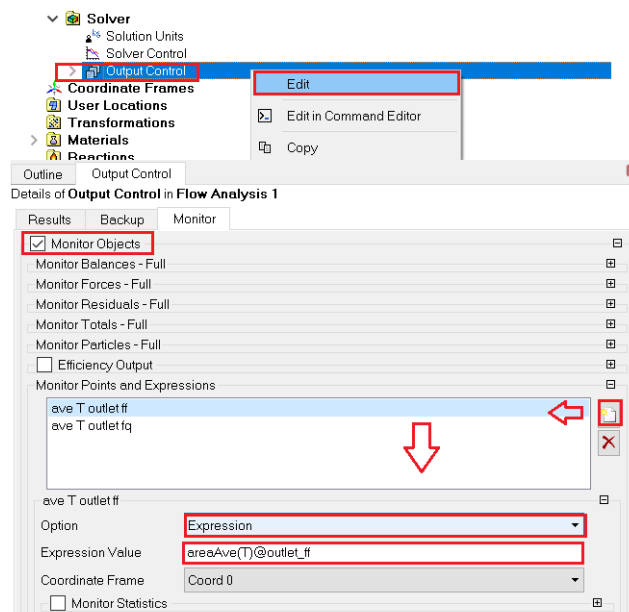 Solver
Solution Units
Solver Control
Output Control
Edit
Coordinate Frames
User Locations
Edit in Command Editor
Transformations
Materials
Copy
Reactions
Outline Output Control
Details of Output Control in Flow Analysis 1
Results Backup Monitor
Monitor Objects
Monitor Balances - Full
Monitor Forces - Full
Monitor Residuals - Full
Monitor Totals - Full
Monitor Particles - Full
Efficiency Output
Monitor Points and Expressions
ave T outlet ff
ave T outlet fq
ave T outlet ff
Option Expression
Expression Value areaAve(T)@outlet_ff
Coordinate Frame Coord 0
Monitor Statistics